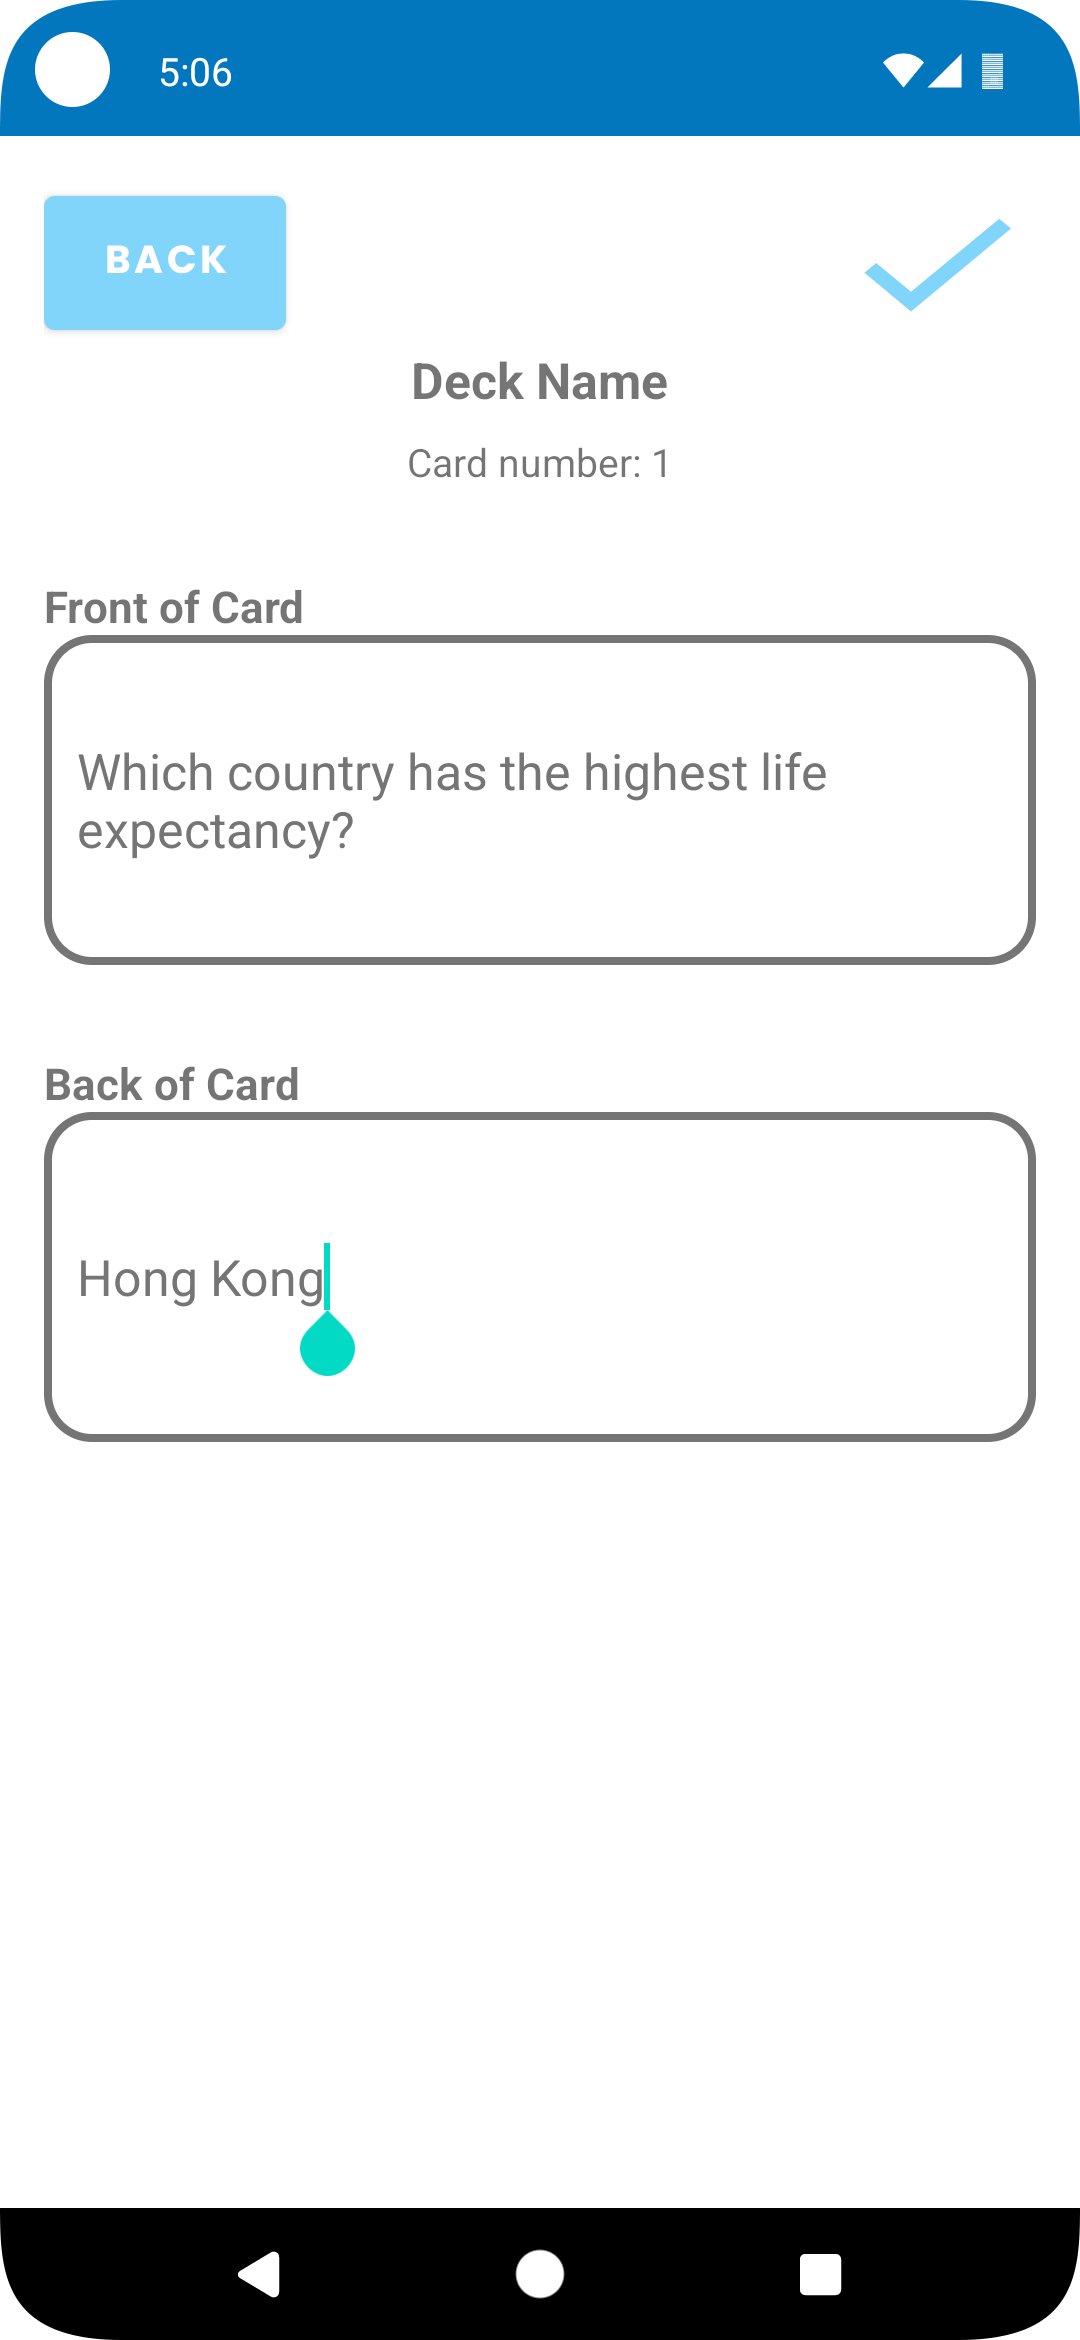 5:06
BACK
Deck Name
Card number: 1
Front of Card
Which country has the highest life
expectancy?
Back of Card
Hong Kong